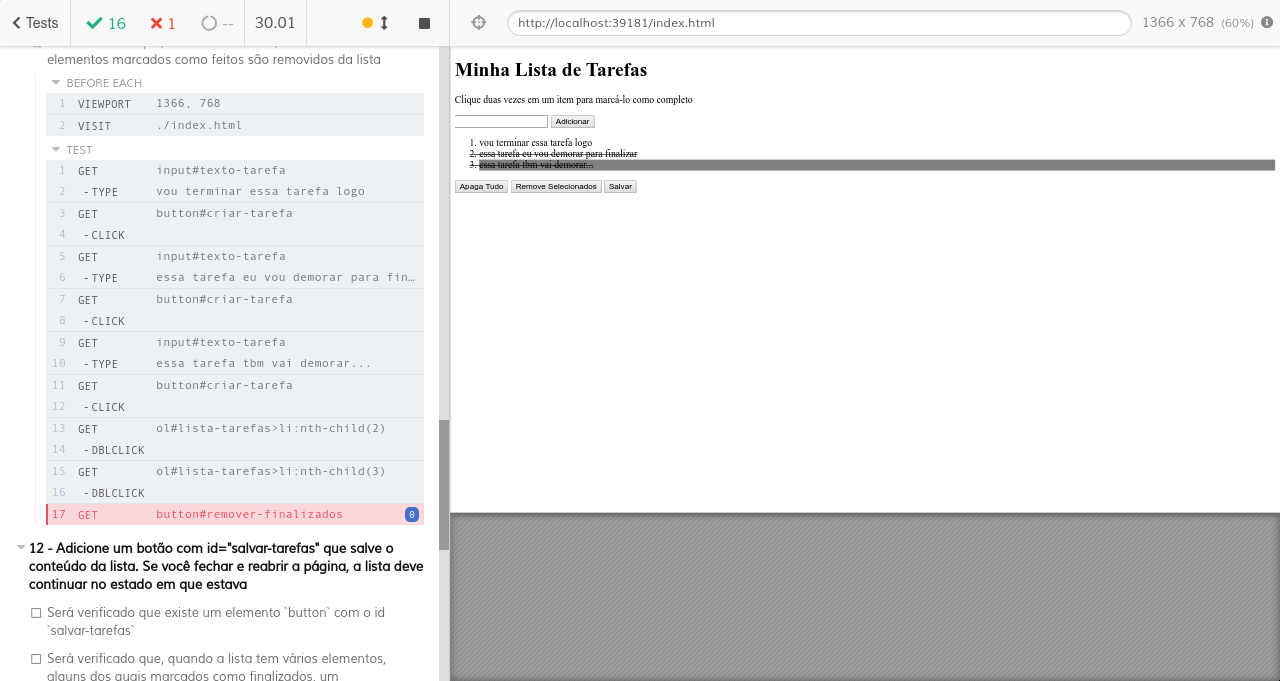 Tests
16
1
--
30.01
http://localhost:39181/index.html
1366 x 768 (60%)
elementos marcados como feitos são removidos da lista
BEFORE EACH
1 VIEWPORT 1366, 768
2 VISIT ./index.html
TEST
1 GET input#texto-tarefa
2 -TYPE vou terminar essa tarefa logo
3 GET button#criar-tarefa
4 -CLICK
5 GET input#texto-tarefa
6 -TYPE essa tarefa eu vou demorar para fin…
7 GET button#criar-tarefa
8 -CLICK
9 GET input#texto-tarefa
10 -TYPE essa tarefa tbm vai demorar...
11 GET button#criar-tarefa
12 -CLICK
13 GET ol#lista-tarefas>li:nth-child(2)
14 -DBLCLICK
15 GET ol#lista-tarefas>li:nth-child(3)
16 -DBLCLICK
17 GET button#remover-finalizados 0
12 - Adicione um botão com id="salvar-tarefas" que salve o
conteúdo da lista. Se você fechar e reabrir a página, a lista deve
continuar no estado em que estava
Será verificado que existe um elemento `button` com o id
`salvar-tarefas`
Será verificado que, quando a lista tem vários elementos,
alguns dos quais marcados como finalizados, um
Minha Lista de Tarefas
Clique duas vezes em um item para marcá-lo como completo
Adicionar
1. vou terminar essa tarefa logo
2. essa tarefa eu vou demorar para finalizar
3. essa tarefa tbm vai demorar...
Apaga Tudo Remove Selecionados Salvar